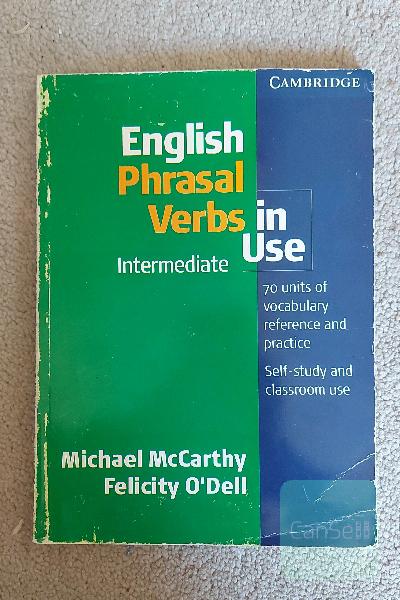 CAMBRIDGE
English
Phrasal
Verbs in
Use
Intermediate
70 units of
vocabulary
reference and
practice
Self-study and
classroom use
Michael McCarthy
Felicity O'Dell